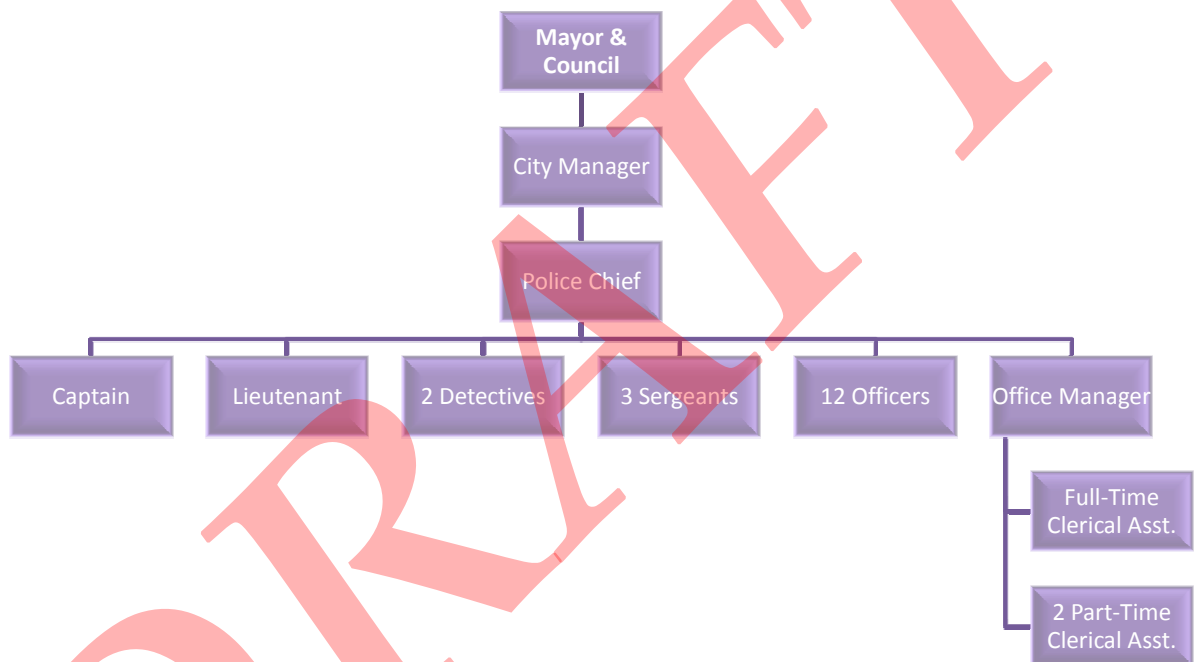 Mayor &
Council
City Manager
Police Chief
Captain
Lieutenant
2 Detectives
3 Sergeants
12 Officers
Office Manager
Full-Time
Clerical Asst.
2 Part-Time
Clerical Asst.
DRAFT